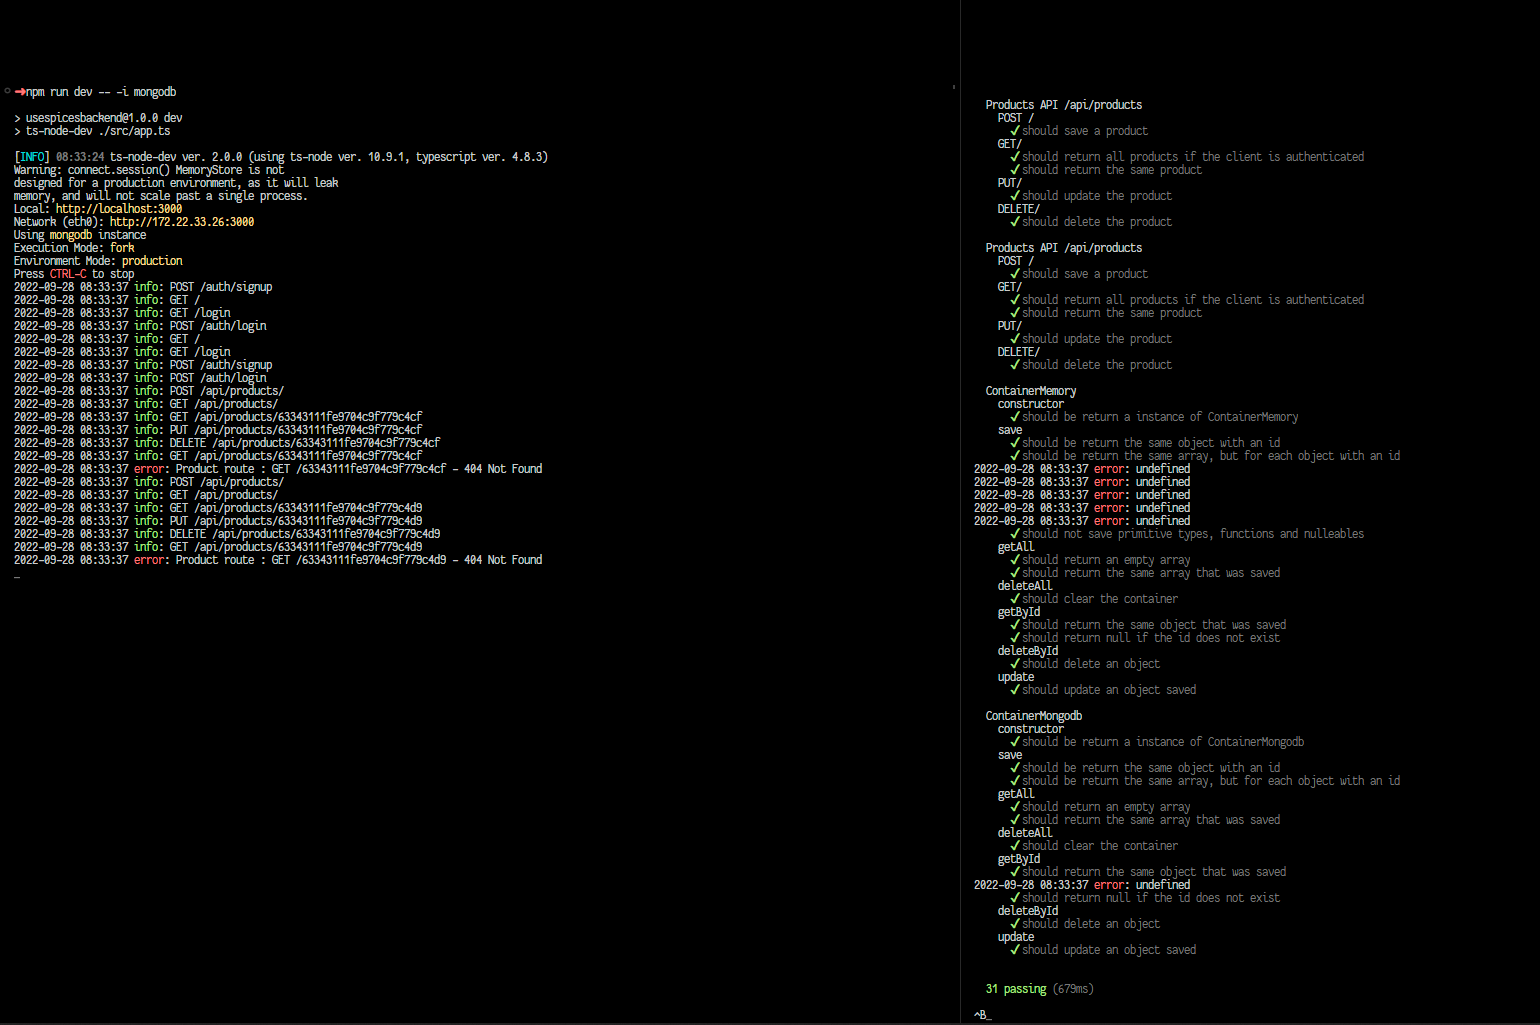 ➜npm run dev -- -i mongodb
> usespicesbackend@1.0.0 dev
> ts-node-dev ./src/app.ts
[INFO] 08:33:24 ts-node-dev ver. 2.0.0 (using ts-node ver. 10.9.1, typescript ver. 4.8.3)
Warning: connect.session() MemoryStore is not
designed for a production environment, as it will leak
memory, and will not scale past a single process.
Local: http://localhost:3000
Network (eth0): http://172.22.33.26:3000
Using mongodb instance
Execution Mode: fork
Environment Mode: production
Press CTRL-C to stop
2022-09-28 08:33:37 info: POST /auth/signup
2022-09-28 08:33:37 info: GET /
2022-09-28 08:33:37 info: GET /login
2022-09-28 08:33:37 info: POST /auth/login
2022-09-28 08:33:37 info: GET /
2022-09-28 08:33:37 info: GET /login
2022-09-28 08:33:37 info: POST /auth/signup
2022-09-28 08:33:37 info: POST /auth/login
2022-09-28 08:33:37 info: POST /api/products/
2022-09-28 08:33:37 info: GET /api/products/
2022-09-28 08:33:37 info: GET /api/products/63343111fe9704c9f779c4cf
2022-09-28 08:33:37 info: PUT /api/products/63343111fe9704c9f779c4cf
2022-09-28 08:33:37 info: DELETE /api/products/63343111fe9704c9f779c4cf
2022-09-28 08:33:37 info: GET /api/products/63343111fe9704c9f779c4cf
2022-09-28 08:33:37 error: Product route : GET /63343111fe9704c9f779c4cf - 404 Not Found
2022-09-28 08:33:37 info: POST /api/products/
2022-09-28 08:33:37 info: GET /api/products/
2022-09-28 08:33:37 info: GET /api/products/63343111fe9704c9f779c4d9
2022-09-28 08:33:37 info: PUT /api/products/63343111fe9704c9f779c4d9
2022-09-28 08:33:37 info: DELETE /api/products/63343111fe9704c9f779c4d9
2022-09-28 08:33:37 info: GET /api/products/63343111fe9704c9f779c4d9
2022-09-28 08:33:37 error: Product route : GET /63343111fe9704c9f779c4d9 - 404 Not Found
_
Products API /api/products
POST /
✓should save a product
GET/
✓should return all products if the client is authenticated
✓should return the same product
PUT/
✓should update the product
DELETE/
✓should delete the product
Products API /api/products
POST /
✓should save a product
GET/
✓should return all products if the client is authenticated
✓should return the same product
PUT/
✓should update the product
DELETE/
✓should delete the product
ContainerMemory
constructor
✓should be return a instance of ContainerMemory
save
✓should be return the same object with an id
✓should be return the same array, but for each object with an id
2022-09-28 08:33:37 error: undefined
2022-09-28 08:33:37 error: undefined
2022-09-28 08:33:37 error: undefined
2022-09-28 08:33:37 error: undefined
2022-09-28 08:33:37 error: undefined
✓should not save primitive types, functions and nulleables
getAll
✓should return an empty array
✓should return the same array that was saved
deleteAll
✓should clear the container
getById
✓should return the same object that was saved
✓should return null if the id does not exist
deleteById
✓should delete an object
update
✓should update an object saved
ContainerMongodb
constructor
✓should be return a instance of ContainerMongodb
save
✓should be return the same object with an id
✓should be return the same array, but for each object with an id
getAll
✓should return an empty array
✓should return the same array that was saved
deleteAll
✓should clear the container
getById
✓should return the same object that was saved
2022-09-28 08:33:37 error: undefined
✓should return null if the id does not exist
deleteById
✓should delete an object
update
✓should update an object saved
31 passing (679ms)
^B_